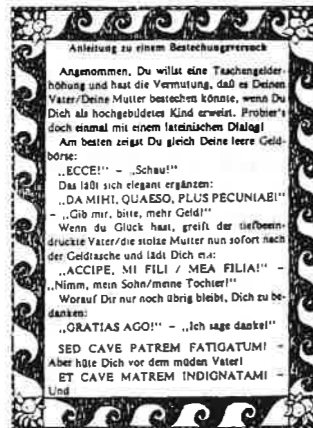 Anleitung zu einem Bestechungsversuch
Angenommen, Du willst eine Taschengelder-
höhung und hast die Vermutung, daß es Deinen
Vater/Deine Mutter bestechen könnte, wenn Du
Dich als hochgebildetes Kind erweist. Probier's
doch einmal mit einem lateinischen Dialog!
Am besten zeigst Du gleich Deine leere Geld-
börse:
„ECCE!" – „Schau!"
Das läßt sich elegant ergänzen:
„DA MIHI, QUAESO, PLUS PECUNIAE!"
– „Gib mir, bitte, mehr Geld!"
Wenn du Glück hast, greift der tiefbeein-
druckte Vater/die stolze Mutter nun sofort nach
der Geldtasche und lädt Dich ein:
„ACCIPE, MI FILI / MEA FILIA!" –
„Nimm, mein Sohn/meine Tochter!"
Worauf Dir nur noch übrig bleibt, Dich zu be-
danken:
„GRATIAS AGO!" – „Ich sage danke!"
SED CAVE PATREM FATIGATUM! –
Aber hüte Dich vor dem müden Vater!
ET CAVE MATREM INDIGNATAM! –
Und